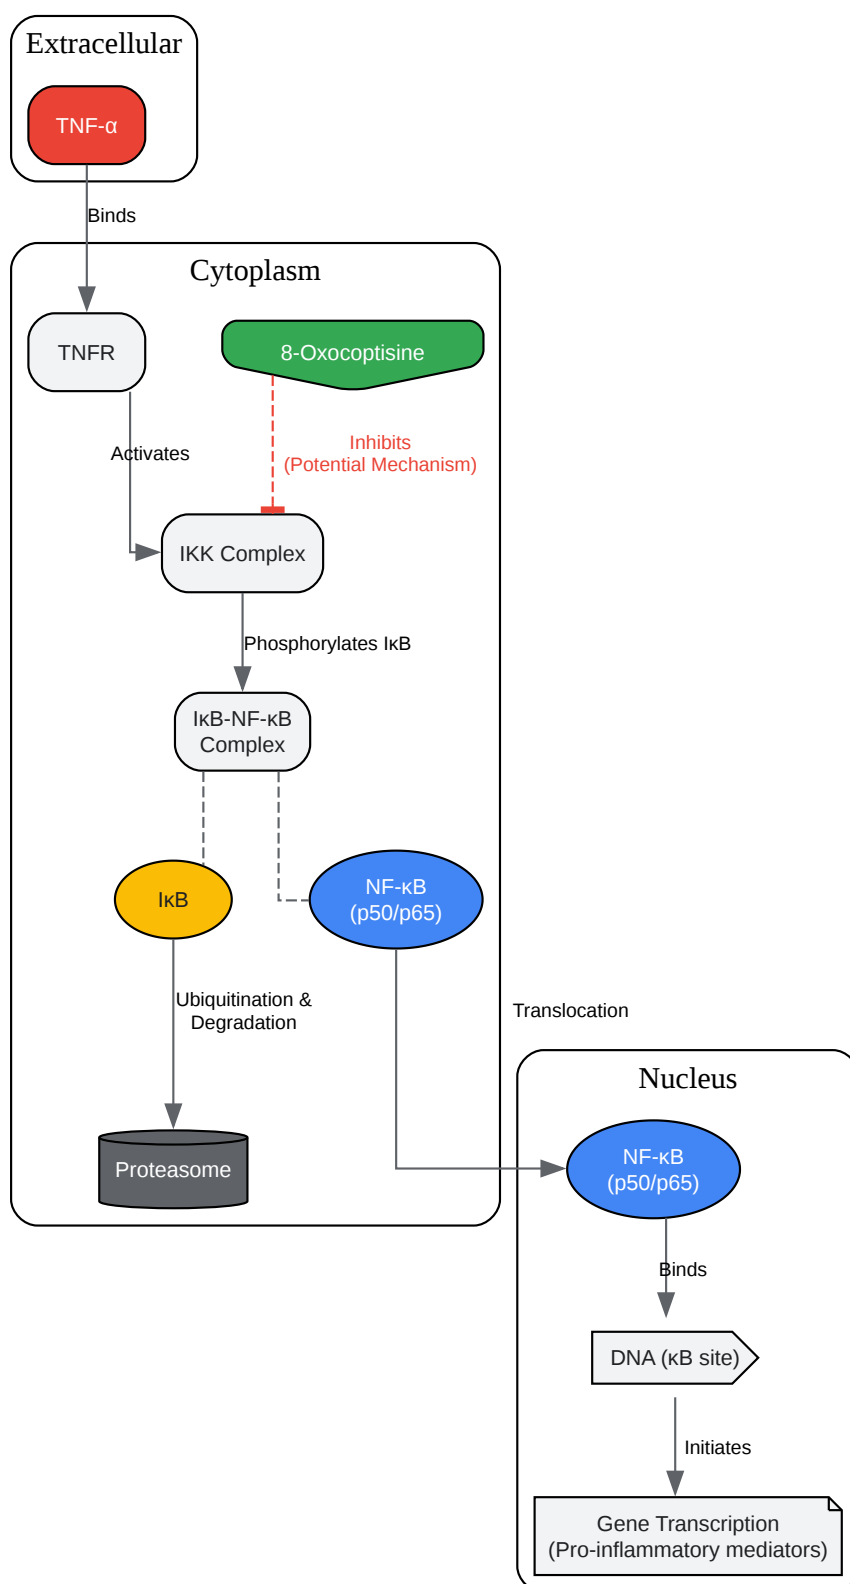 Extracellular
TNF-α
Binds
Cytoplasm
TNFR
8-Oxocoptisine
Activates
Inhibits
(Potential Mechanism)
IKK Complex
Phosphorylates IκB
IκB-NF-κB
Complex
IκB
NF-κB
(p50/p65)
Ubiquitination &
Degradation
Translocation
Proteasome
Nucleus
NF-κB
(p50/p65)
Binds
DNA (κB site)
Initiates
Gene Transcription
(Pro-inflammatory mediators)